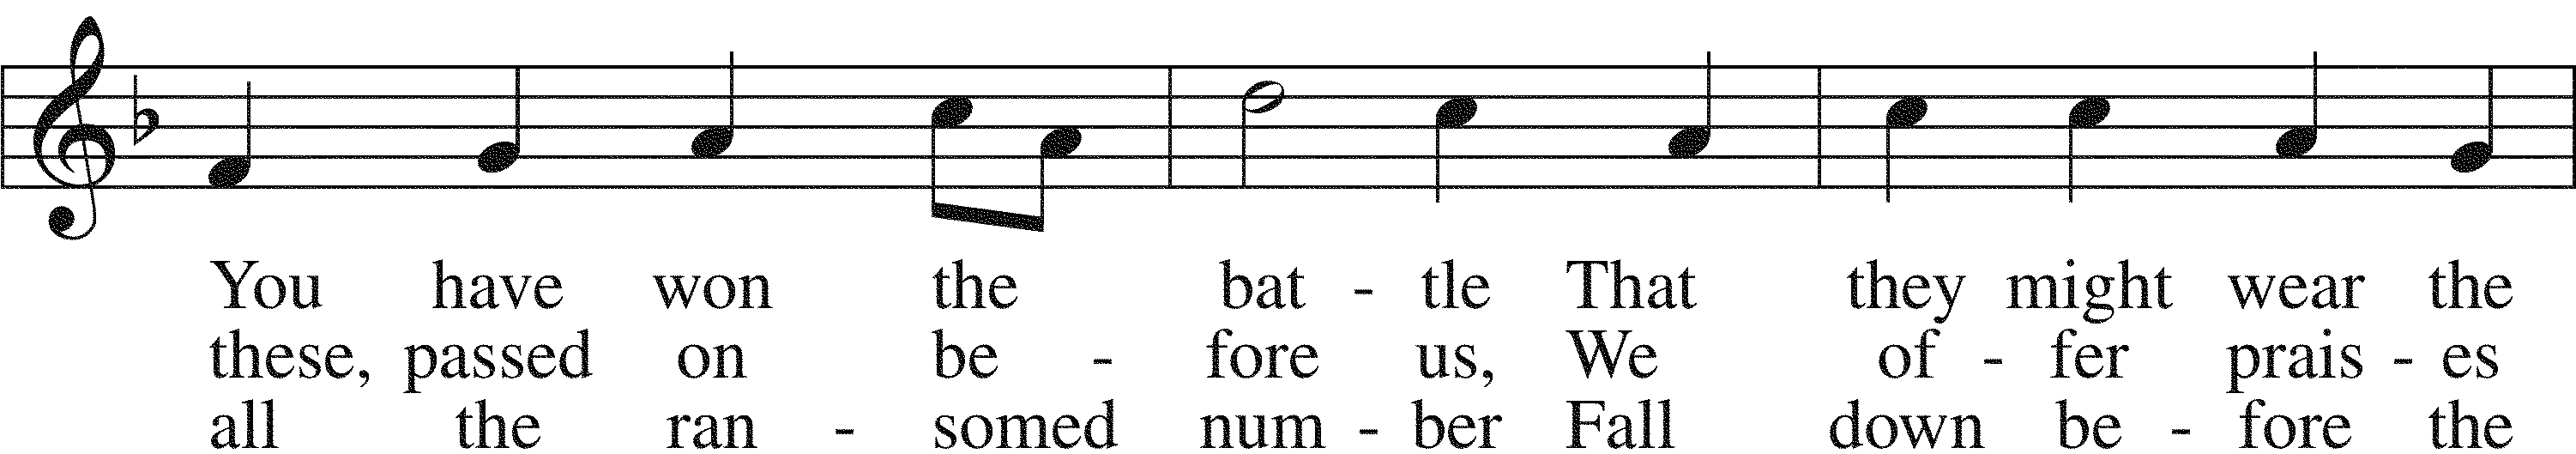 You have won the bat - tle That they might wear the
these, passed on be - fore us, We of - fer prais - es
all the ran - somed num - ber Fall down be - fore the